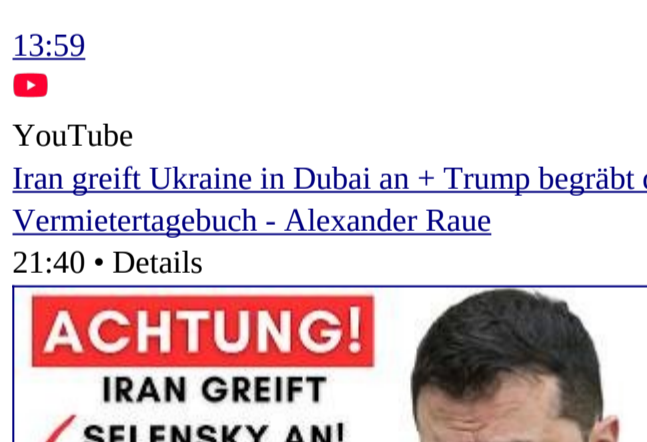 13:59
YouTube
Iran greift Ukraine in Dubai an + Trump begräbt
Vermietertagebuch - Alexander Raue
21:40 • Details
ACHTUNG!
IRAN GREIFT
SELENSKY AN!